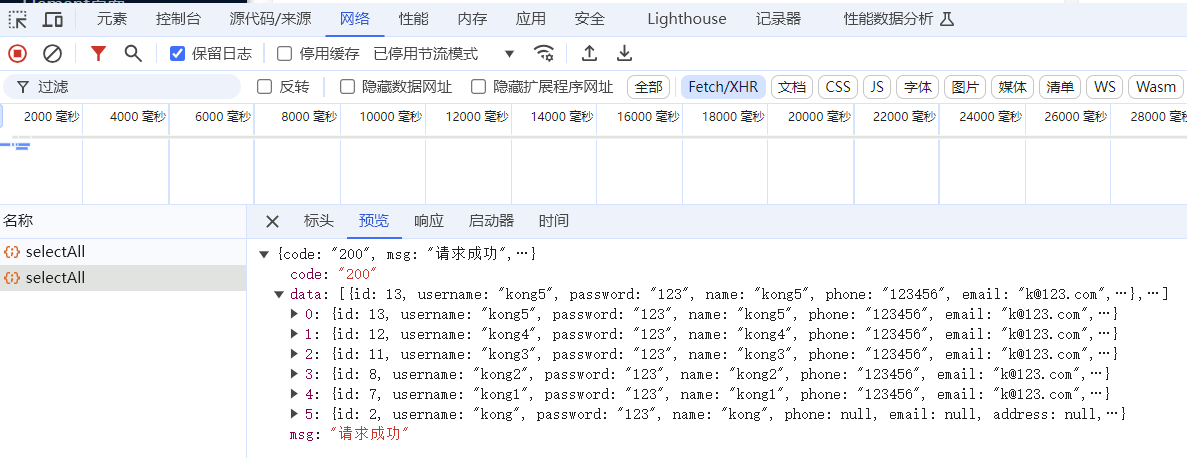 元素 控制台 源代码/来源 网络 性能 内存 应用 安全 Lighthouse 记录器 性能数据分析
保留日志 停用缓存 已停用节流模式
过滤 反转 隐藏数据网址 隐藏扩展程序网址 全部 Fetch/XHR 文档 CSS JS 字体 图片 媒体 清单 WS Wasm
2000 毫秒 4000 毫秒 6000 毫秒 8000 毫秒 10000 毫秒 12000 毫秒 14000 毫秒 16000 毫秒 18000 毫秒 20000 毫秒 22000 毫秒 24000 毫秒 26000 毫秒 28000 毫秒
名称 标头 预览 响应 启动器 时间
selectAll
selectAll
{code: "200", msg: "请求成功",…}
code: "200"
data: [{id: 13, username: "kong5", password: "123", name: "kong5", phone: "123456", email: "k@123.com",…},…]
0: {id: 13, username: "kong5", password: "123", name: "kong5", phone: "123456", email: "k@123.com",…}
1: {id: 12, username: "kong4", password: "123", name: "kong4", phone: "123456", email: "k@123.com",…}
2: {id: 11, username: "kong3", password: "123", name: "kong3", phone: "123456", email: "k@123.com",…}
3: {id: 8, username: "kong2", password: "123", name: "kong2", phone: "123456", email: "k@123.com",…}
4: {id: 7, username: "kong1", password: "123", name: "kong1", phone: "123456", email: "k@123.com",…}
5: {id: 2, username: "kong", password: "123", name: "kong", phone: null, email: null, address: null,…}
msg: "请求成功"